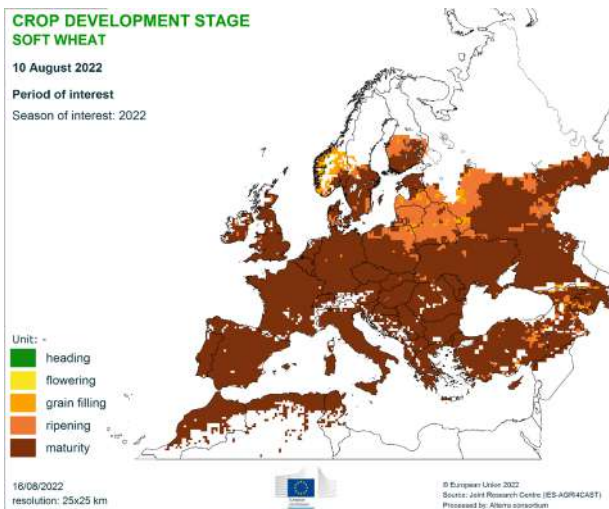 CROP DEVELOPMENT STAGE
SOFT WHEAT
10 August 2022
Period of interest
Season of interest: 2022
Unit: -
heading
flowering
grain filling
ripening
maturity
16/08/2022
resolution: 25x25 km
© European Union 2022
Source: Joint Research Centre (IES-AGRI4CAST)
Processed by: Alterra consortium